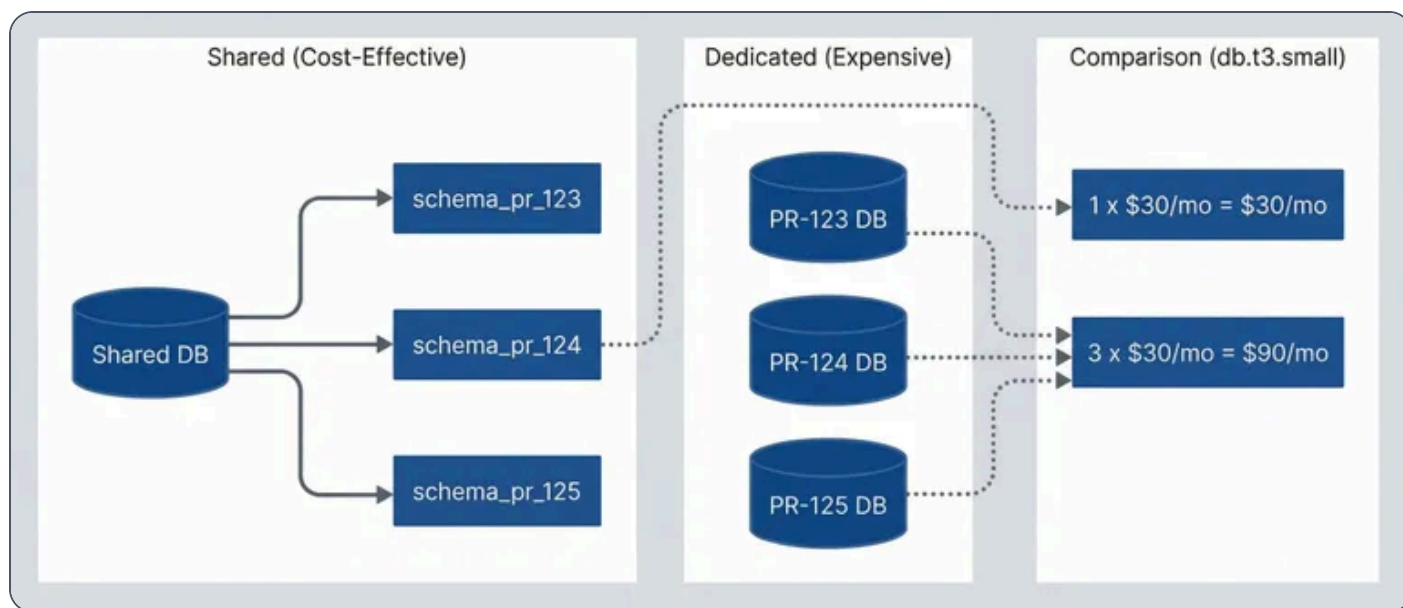 Shared (Cost-Effective)
Shared DB
schema_pr_123
schema_pr_124
schema_pr_125
Dedicated (Expensive)
PR-123 DB
PR-124 DB
PR-125 DB
Comparison (db.t3.small)
1 x $30/mo = $30/mo
3 x $30/mo = $90/mo